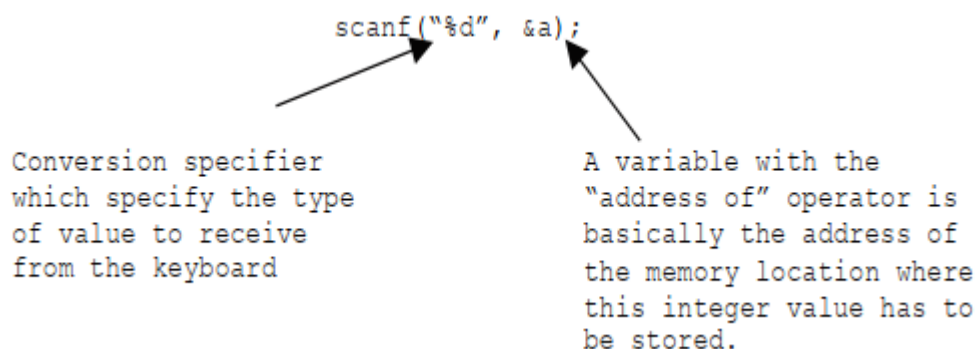 scanf(“%d”, &a);
Conversion specifier
which specify the type
of value to receive
from the keyboard
A variable with the
“address of” operator is
basically the address of
the memory location where
this integer value has to
be stored.